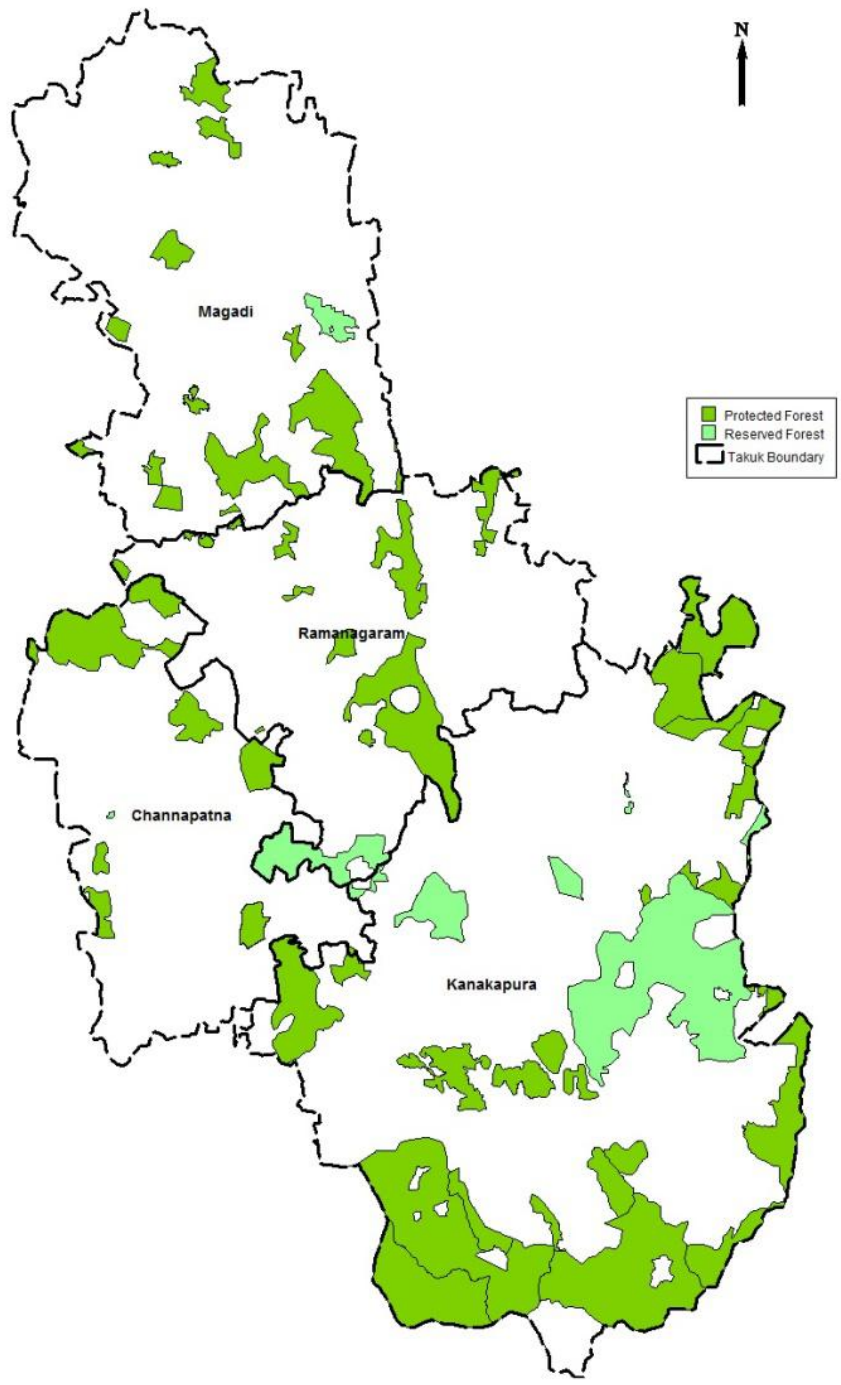 N
Magadi
Protected Forest
Reserved Forest
Takuk Boundary
Ramanagaram
Channapatna
Kanakapura